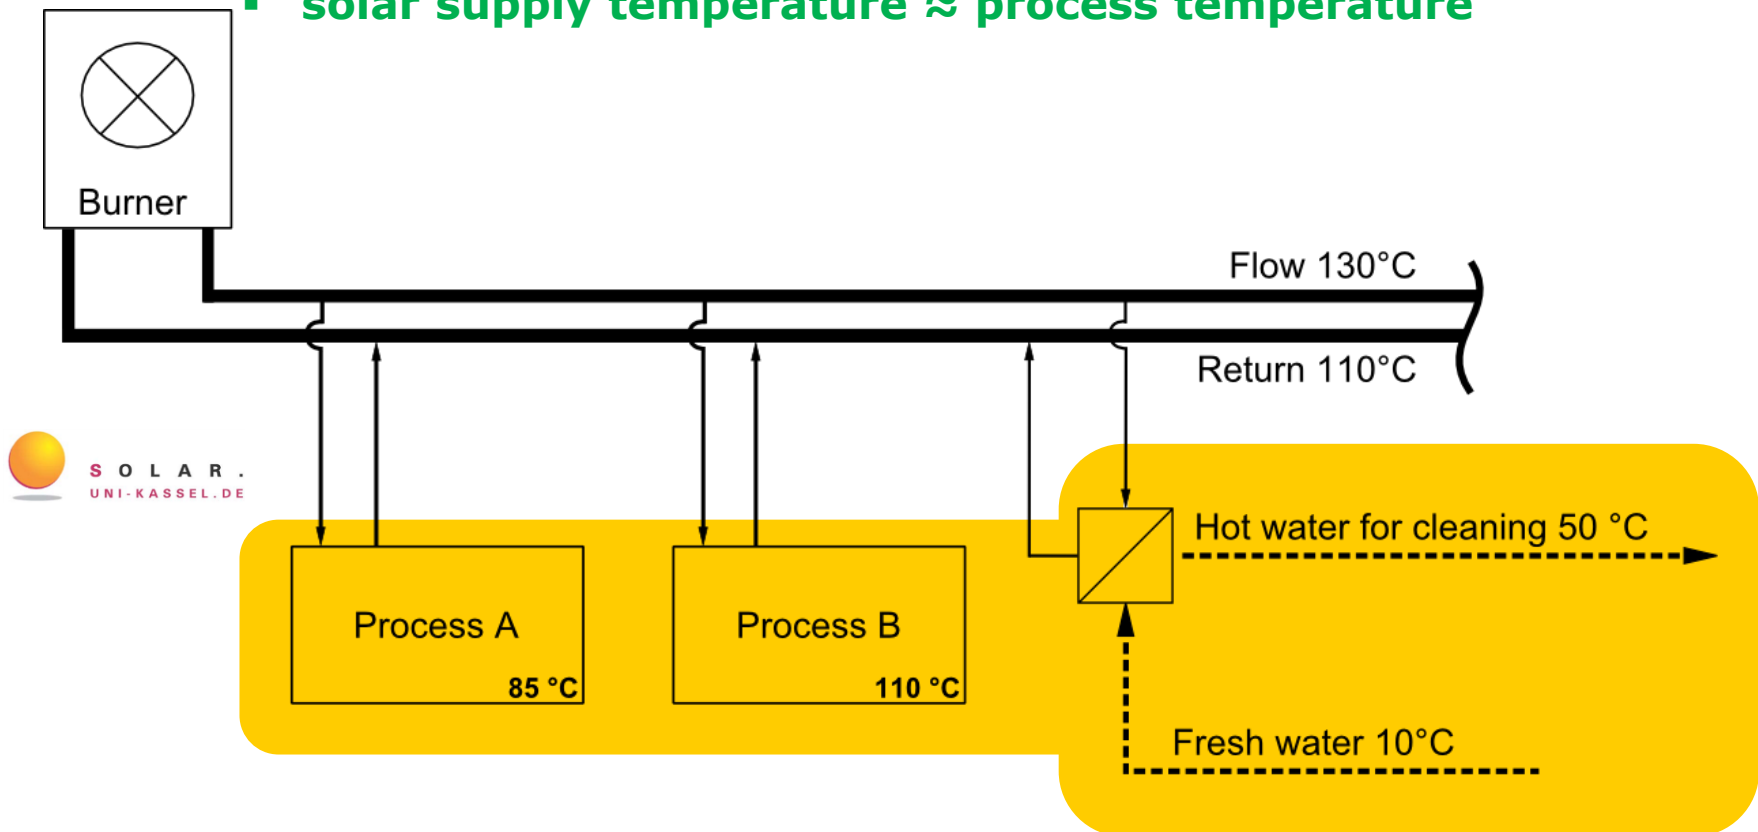 ▪ solar supply temperature ≈ process temperature
Burner
Flow 130°C
Return 110°C
SOLAR.
UNI-KASSEL.DE
Hot water for cleaning 50 °C
Process A
85 °C
Process B
110 °C
Fresh water 10°C